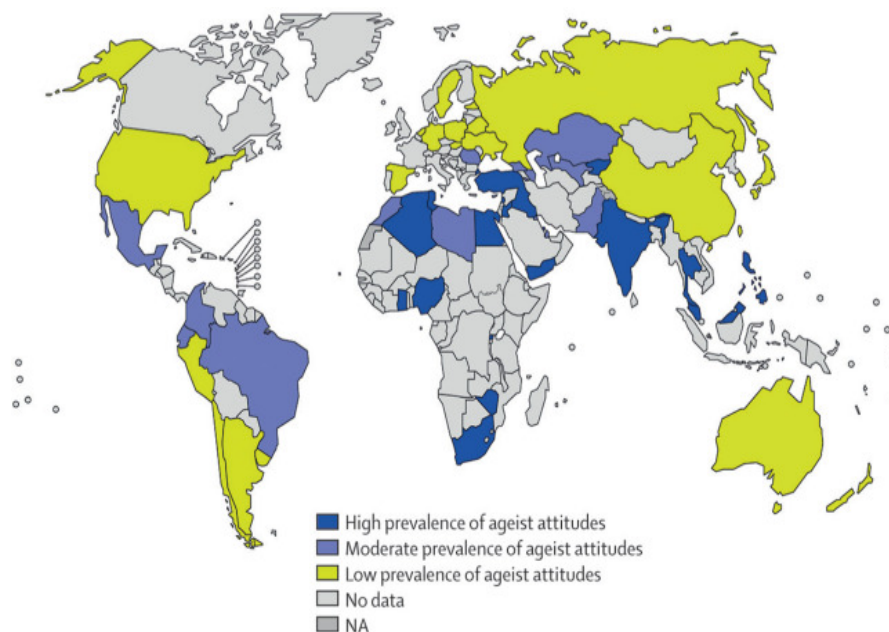 High prevalence of ageist attitudes
Moderate prevalence of ageist attitudes
Low prevalence of ageist attitudes
No data
NA